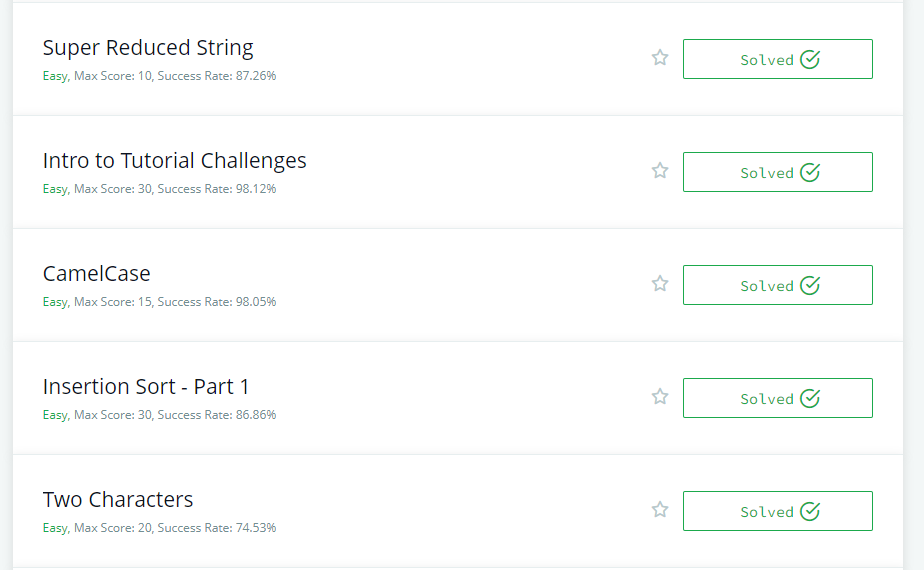 Super Reduced String
Easy, Max Score: 10, Success Rate: 87.26%
Solved
Intro to Tutorial Challenges
Easy, Max Score: 30, Success Rate: 98.12%
Solved
CamelCase
Easy, Max Score: 15, Success Rate: 98.05%
Solved
Insertion Sort - Part 1
Easy, Max Score: 30, Success Rate: 86.86%
Solved
Two Characters
Easy, Max Score: 20, Success Rate: 74.53%
Solved